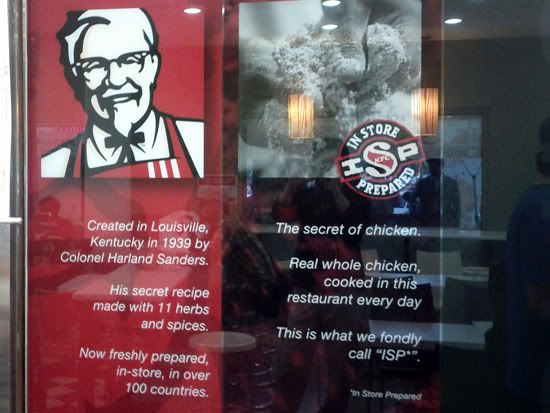 Created in Louisville,
Kentucky in 1939 by
Colonel Harland Sanders.
His secret recipe
made with 11 herbs
and spices.
Now freshly prepared,
in-store, in over
100 countries.
IN STORE
KFC
PREPARED
The secret of chicken.
Real whole chicken,
cooked in this
restaurant every day
This is what we fondly
call "ISP*".
*In Store Prepared